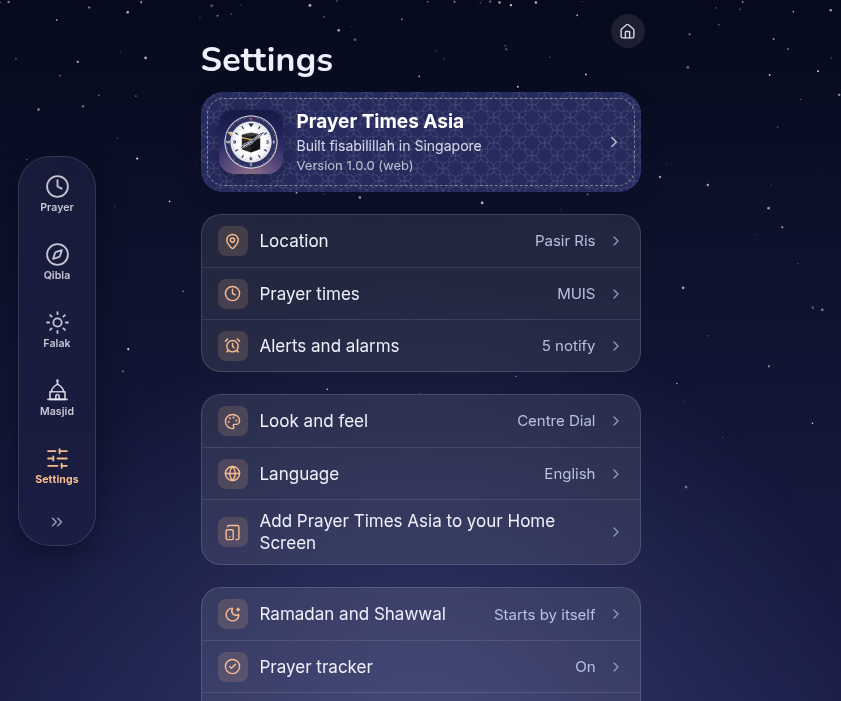 Settings
Prayer Times Asia
Built fisabilillah in Singapore
Version 1.0.0 (web)
Prayer
Qibla
Falak
Masjid
Settings
Location
Pasir Ris
Prayer times
MUIS
Alerts and alarms
5 notify
Look and feel
Centre Dial
Language
English
Add Prayer Times Asia to your Home
Screen
Ramadan and Shawwal
Starts by itself
Prayer tracker
On